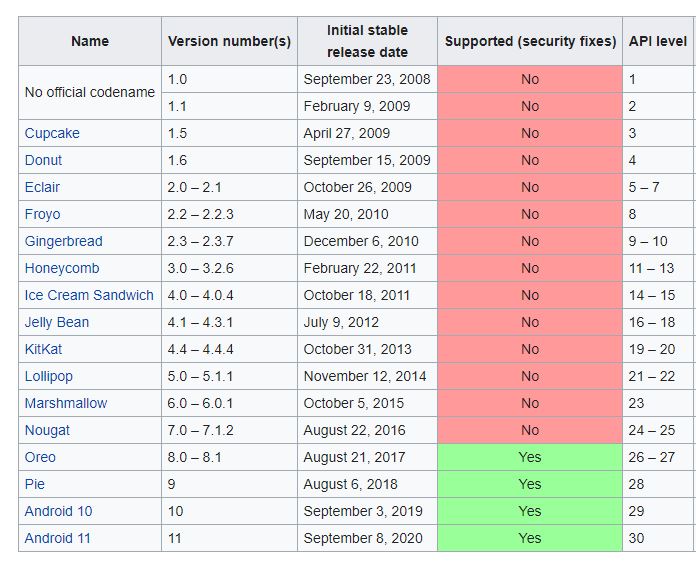 Name Version number(s) Initial stable release date Supported (security fixes) API level
No official codename 1.0 September 23, 2008 No 1
1.1 February 9, 2009 No 2
Cupcake 1.5 April 27, 2009 No 3
Donut 1.6 September 15, 2009 No 4
Eclair 2.0 – 2.1 October 26, 2009 No 5 – 7
Froyo 2.2 – 2.2.3 May 20, 2010 No 8
Gingerbread 2.3 – 2.3.7 December 6, 2010 No 9 – 10
Honeycomb 3.0 – 3.2.6 February 22, 2011 No 11 – 13
Ice Cream Sandwich 4.0 – 4.0.4 October 18, 2011 No 14 – 15
Jelly Bean 4.1 – 4.3.1 July 9, 2012 No 16 – 18
KitKat 4.4 – 4.4.4 October 31, 2013 No 19 – 20
Lollipop 5.0 – 5.1.1 November 12, 2014 No 21 – 22
Marshmallow 6.0 – 6.0.1 October 5, 2015 No 23
Nougat 7.0 – 7.1.2 August 22, 2016 No 24 – 25
Oreo 8.0 – 8.1 August 21, 2017 Yes 26 – 27
Pie 9 August 6, 2018 Yes 28
Android 10 10 September 3, 2019 Yes 29
Android 11 11 September 8, 2020 Yes 30